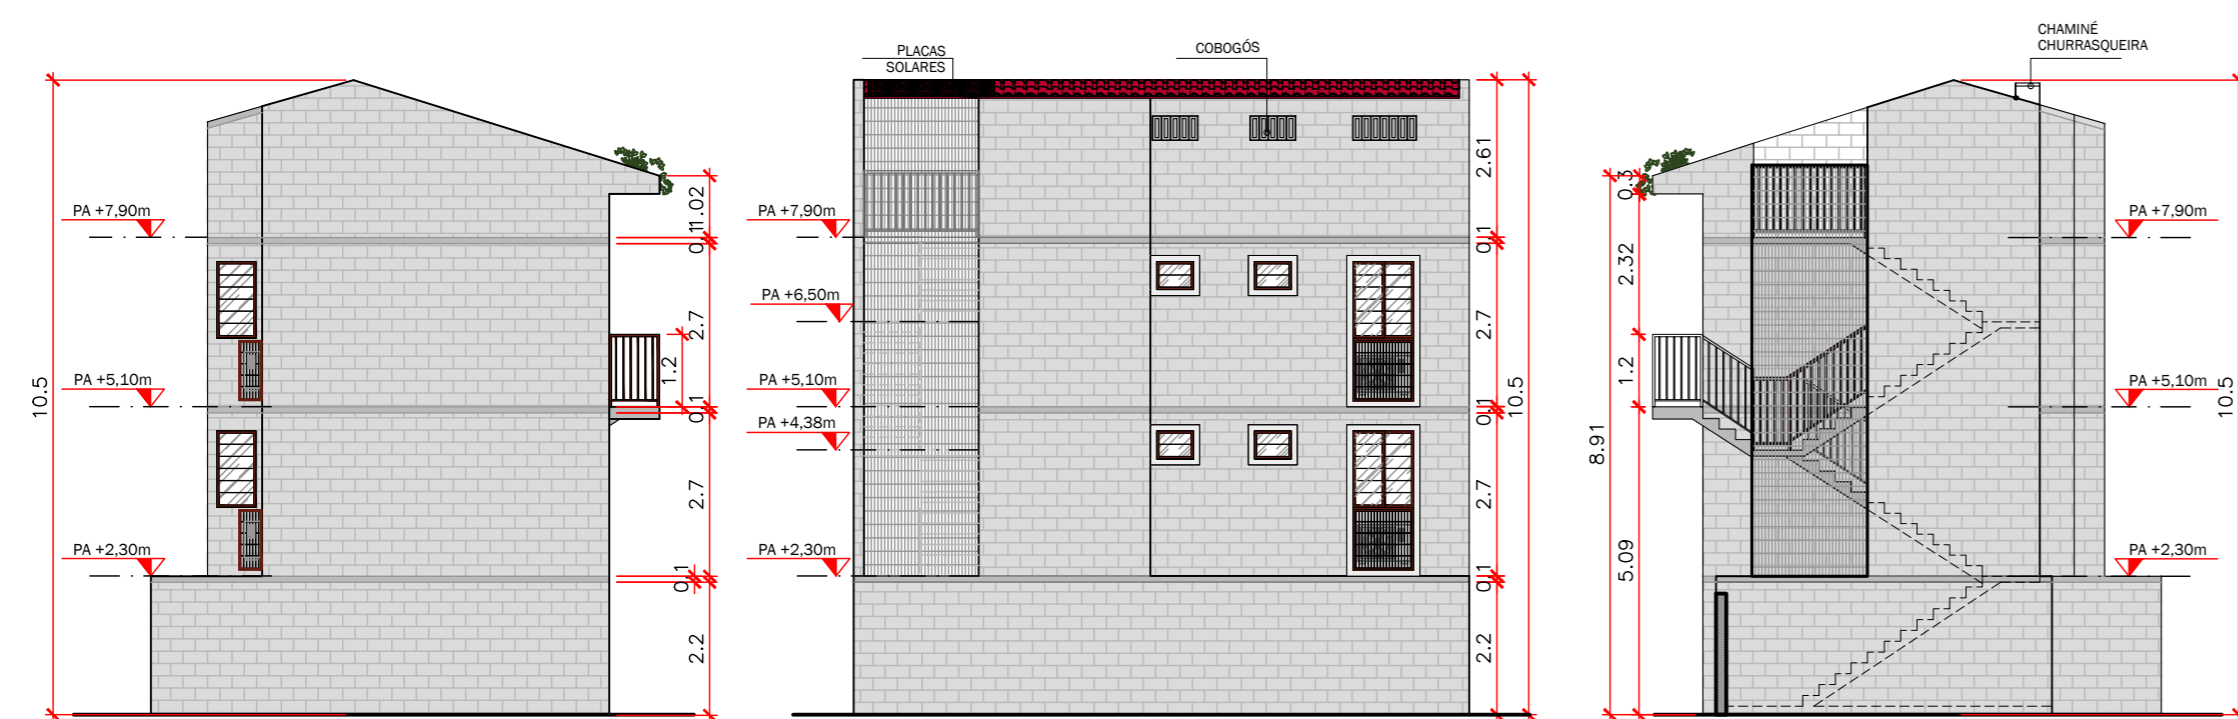 10.5
PA +7,90m
PA +5,10m
PA +2,30m
1.02
0.1
2.7
1.2
0.1
2.7
0.1
2.2
PLACAS
SOLARES
COBOGÓS
PA +7,90m
PA +6,50m
PA +5,10m
PA +4,38m
PA +2,30m
2.61
0.1
2.7
0.1
2.7
0.1
2.2
10.5
CHAMINÉ
CHURRASQUEIRA
0.3
2.32
1.2
5.09
8.91
PA +7,90m
PA +5,10m
PA +2,30m
10.5